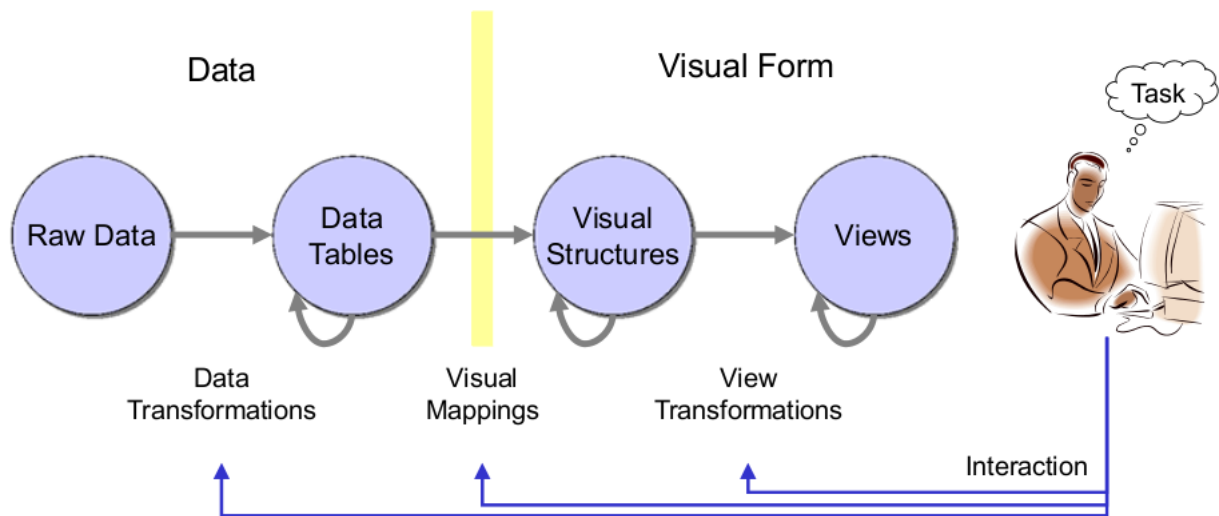 Data
Visual Form
Task
Raw Data
Data
Tables
Visual
Structures
Views
Data
Transformations
Visual
Mappings
View
Transformations
Interaction